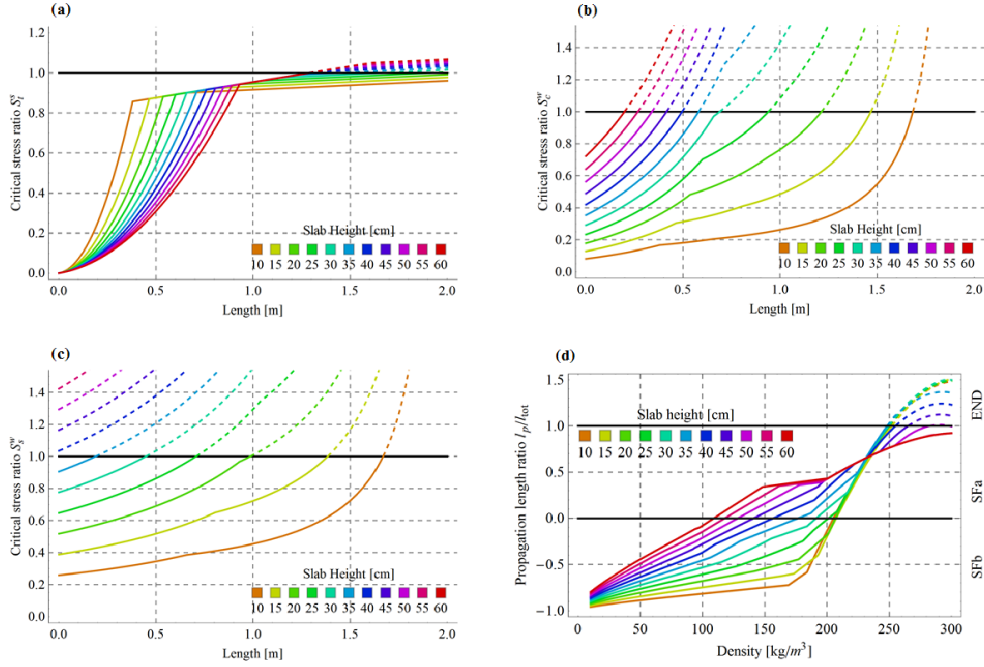 (a)
Critical stress ratio S_t^s
1.2
1.0
0.8
0.6
0.4
0.2
0.0
Slab Height [cm]
10 15 20 25 30 35 40 45 50 55 60
0.0 0.5 1.0 1.5 2.0
Length [m]
(b)
Critical stress ratio S_c^w
1.4
1.2
1.0
0.8
0.6
0.4
0.2
0.0
Slab Height [cm]
10 15 20 25 30 35 40 45 50 55 60
0.0 0.5 1.0 1.5 2.0
Length [m]
(c)
Critical stress ratio S_s^w
1.4
1.2
1.0
0.8
0.6
0.4
0.2
0.0
Slab Height [cm]
10 15 20 25 30 35 40 45 50 55 60
0.0 0.5 1.0 1.5 2.0
Length [m]
(d)
Propagation length ratio l_p/l_tot
1.5
1.0
0.5
0.0
−0.5
−1.0
Slab height [cm]
10 15 20 25 30 35 40 45 50 55 60
END
SFa
SFb
0 50 100 150 200 250 300
Density [kg/m³]